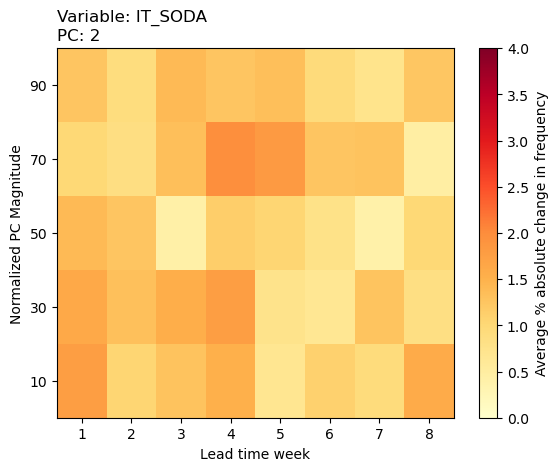 Variable: IT_SODA
PC: 2
90
70
50
30
10
Normalized PC Magnitude
1 2 3 4 5 6 7 8
Lead time week
4.0
3.5
3.0
2.5
2.0
1.5
1.0
0.5
0.0
Average % absolute change in frequency